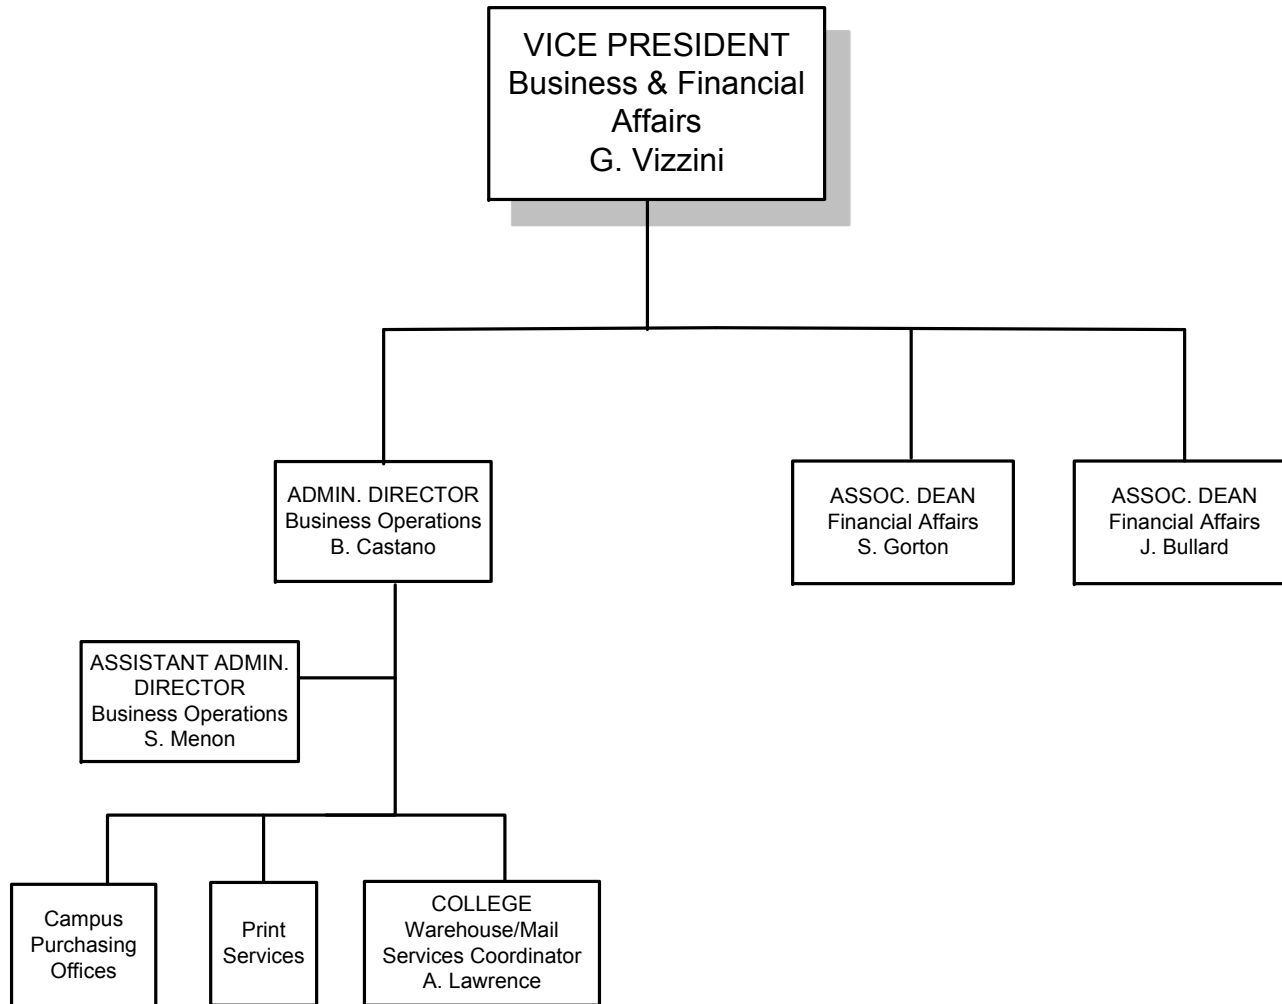 VICE PRESIDENT
Business & Financial
Affairs
G. Vizzini
ADMIN. DIRECTOR
Business Operations
B. Castano
ASSOC. DEAN
Financial Affairs
S. Gorton
ASSOC. DEAN
Financial Affairs
J. Bullard
ASSISTANT ADMIN.
DIRECTOR
Business Operations
S. Menon
Campus
Purchasing
Offices
Print
Services
COLLEGE
Warehouse/Mail
Services Coordinator
A. Lawrence